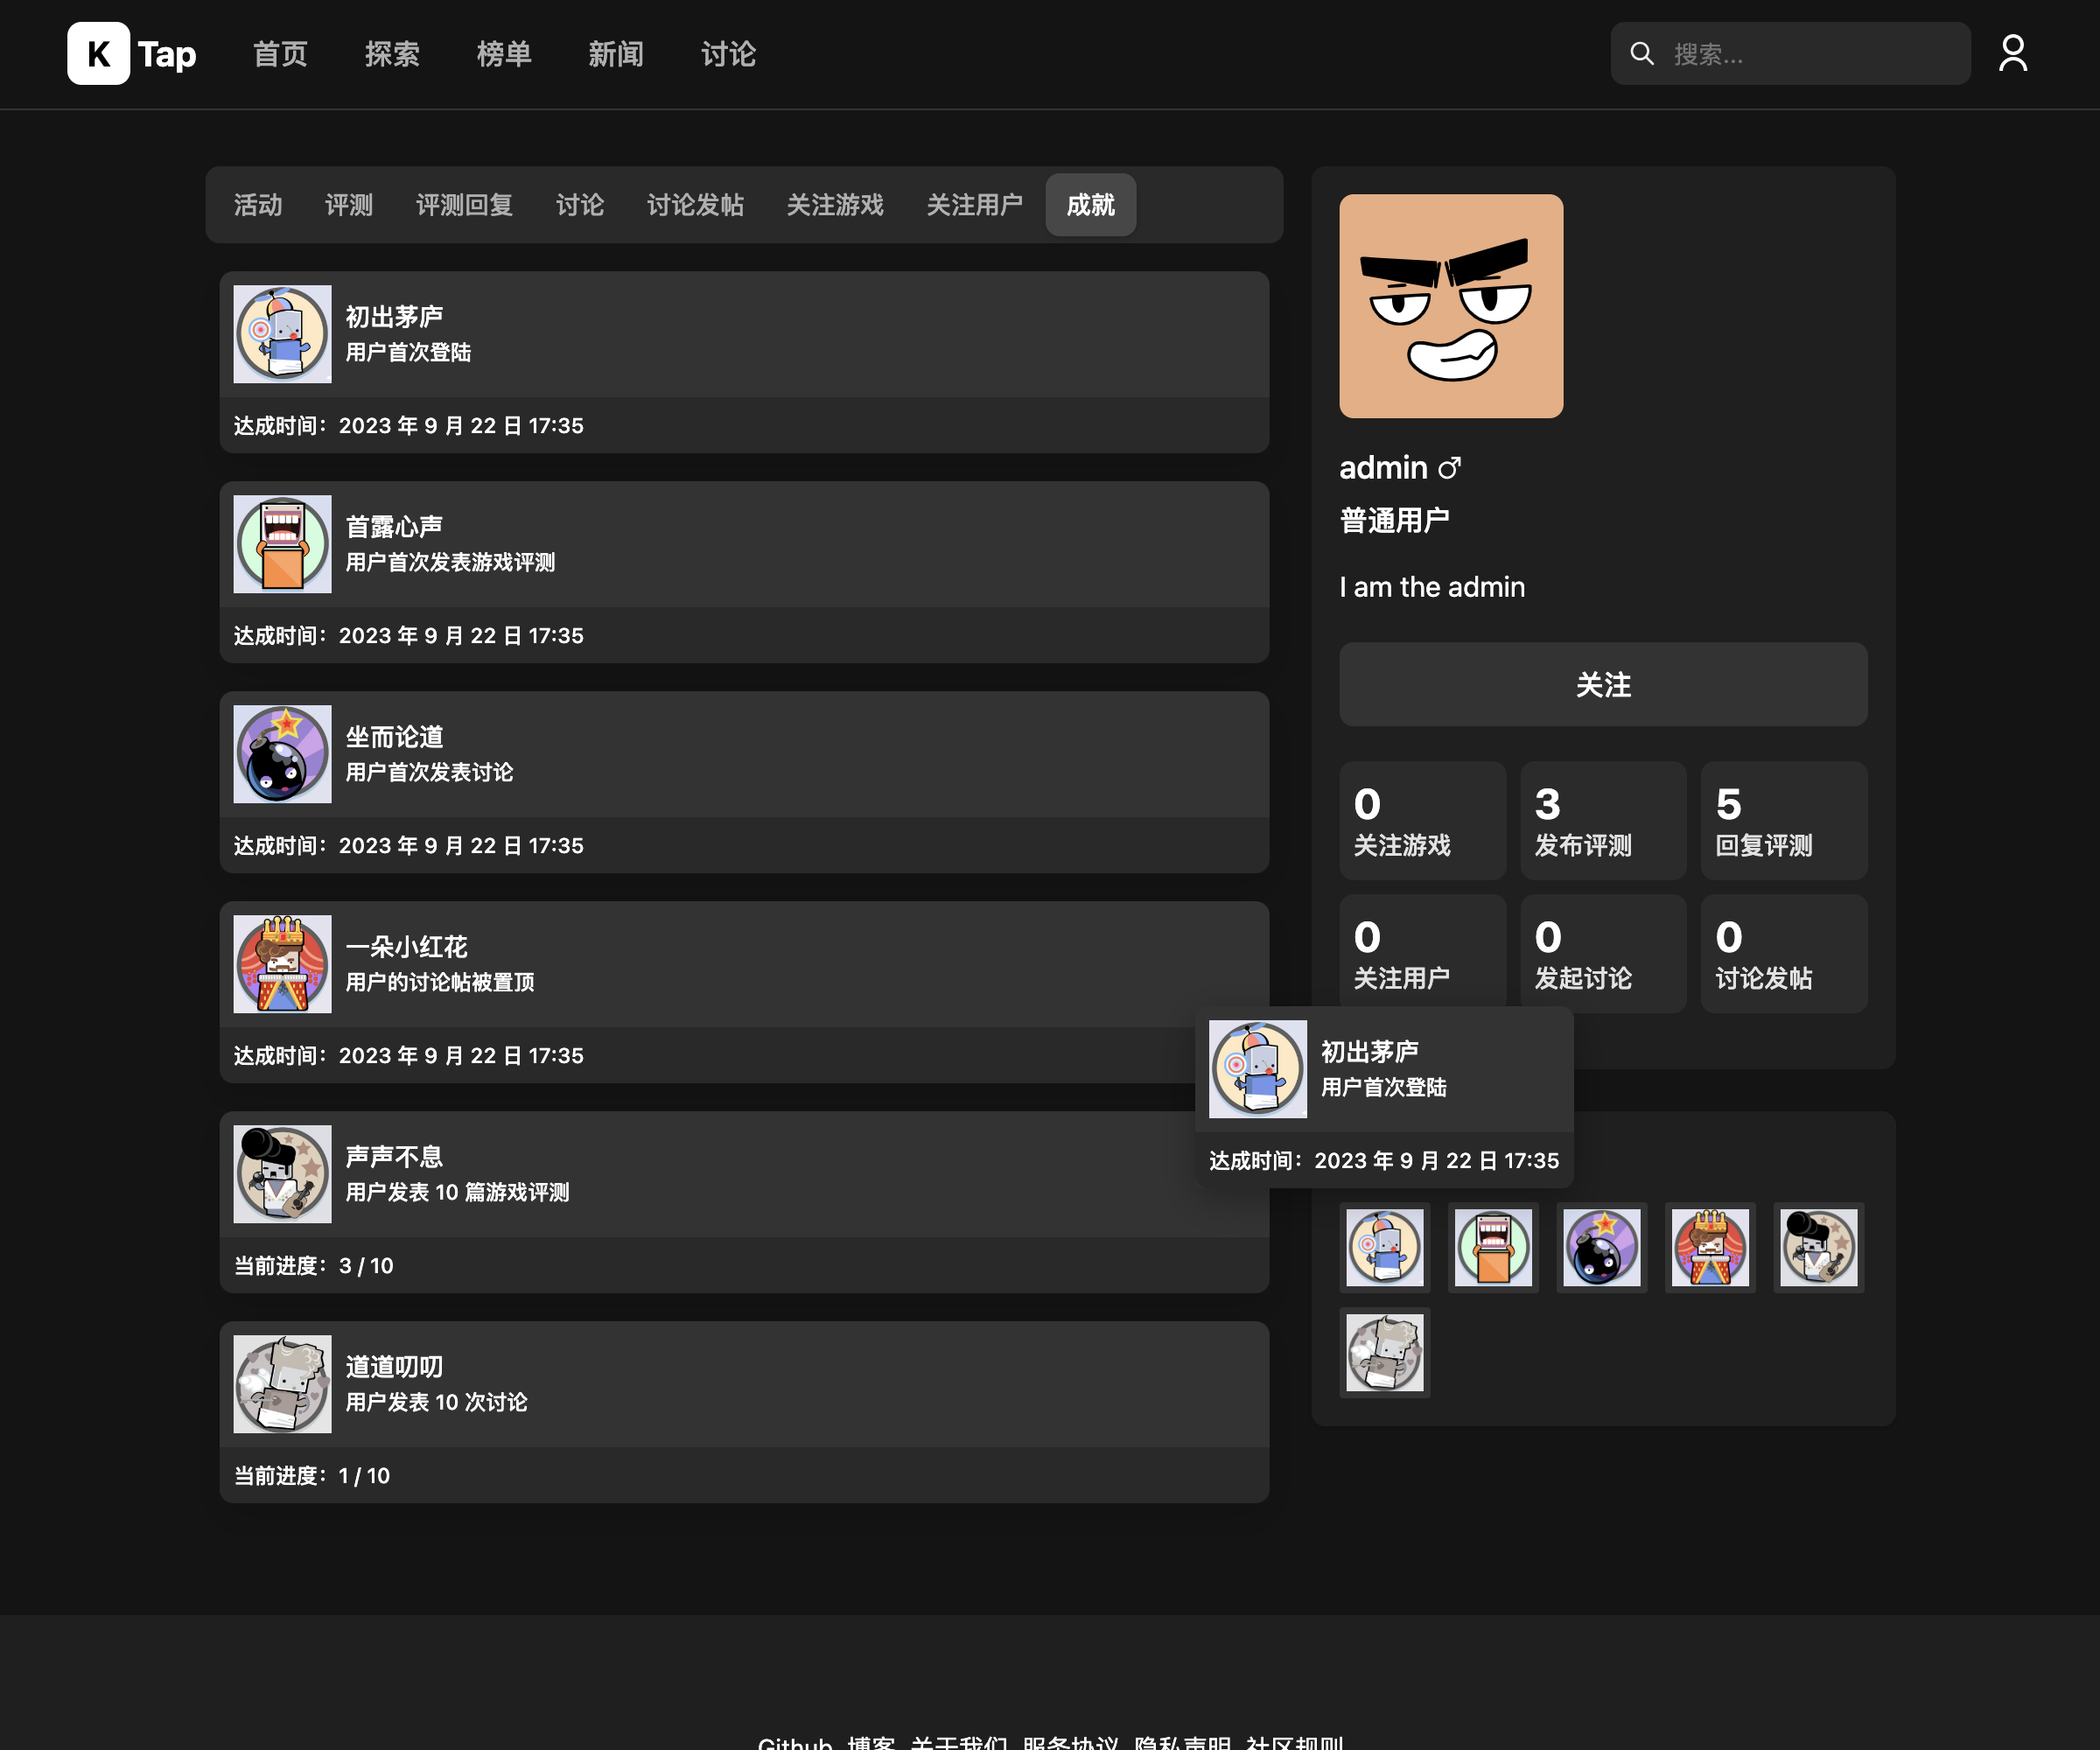 K Tap 首页 探索 榜单 新闻 讨论 搜索...
活动 评测 评测回复 讨论 讨论发帖 关注游戏 关注用户 成就
初出茅庐
用户首次登陆
达成时间：2023 年 9 月 22 日 17:35
首露心声
用户首次发表游戏评测
达成时间：2023 年 9 月 22 日 17:35
坐而论道
用户首次发表讨论
达成时间：2023 年 9 月 22 日 17:35
一朵小红花
用户的讨论帖被置顶
达成时间：2023 年 9 月 22 日 17:35
声声不息
用户发表 10 篇游戏评测
当前进度：3 / 10
道道叨叨
用户发表 10 次讨论
当前进度：1 / 10
admin ♂
普通用户
I am the admin
关注
0 3 5
关注游戏 发布评测 回复评测
0 0 0
关注用户 发起讨论 讨论发帖
初出茅庐
用户首次登陆
达成时间：2023 年 9 月 22 日 17:35
Github 博客 关于我们 服务协议 隐私声明 社区规则